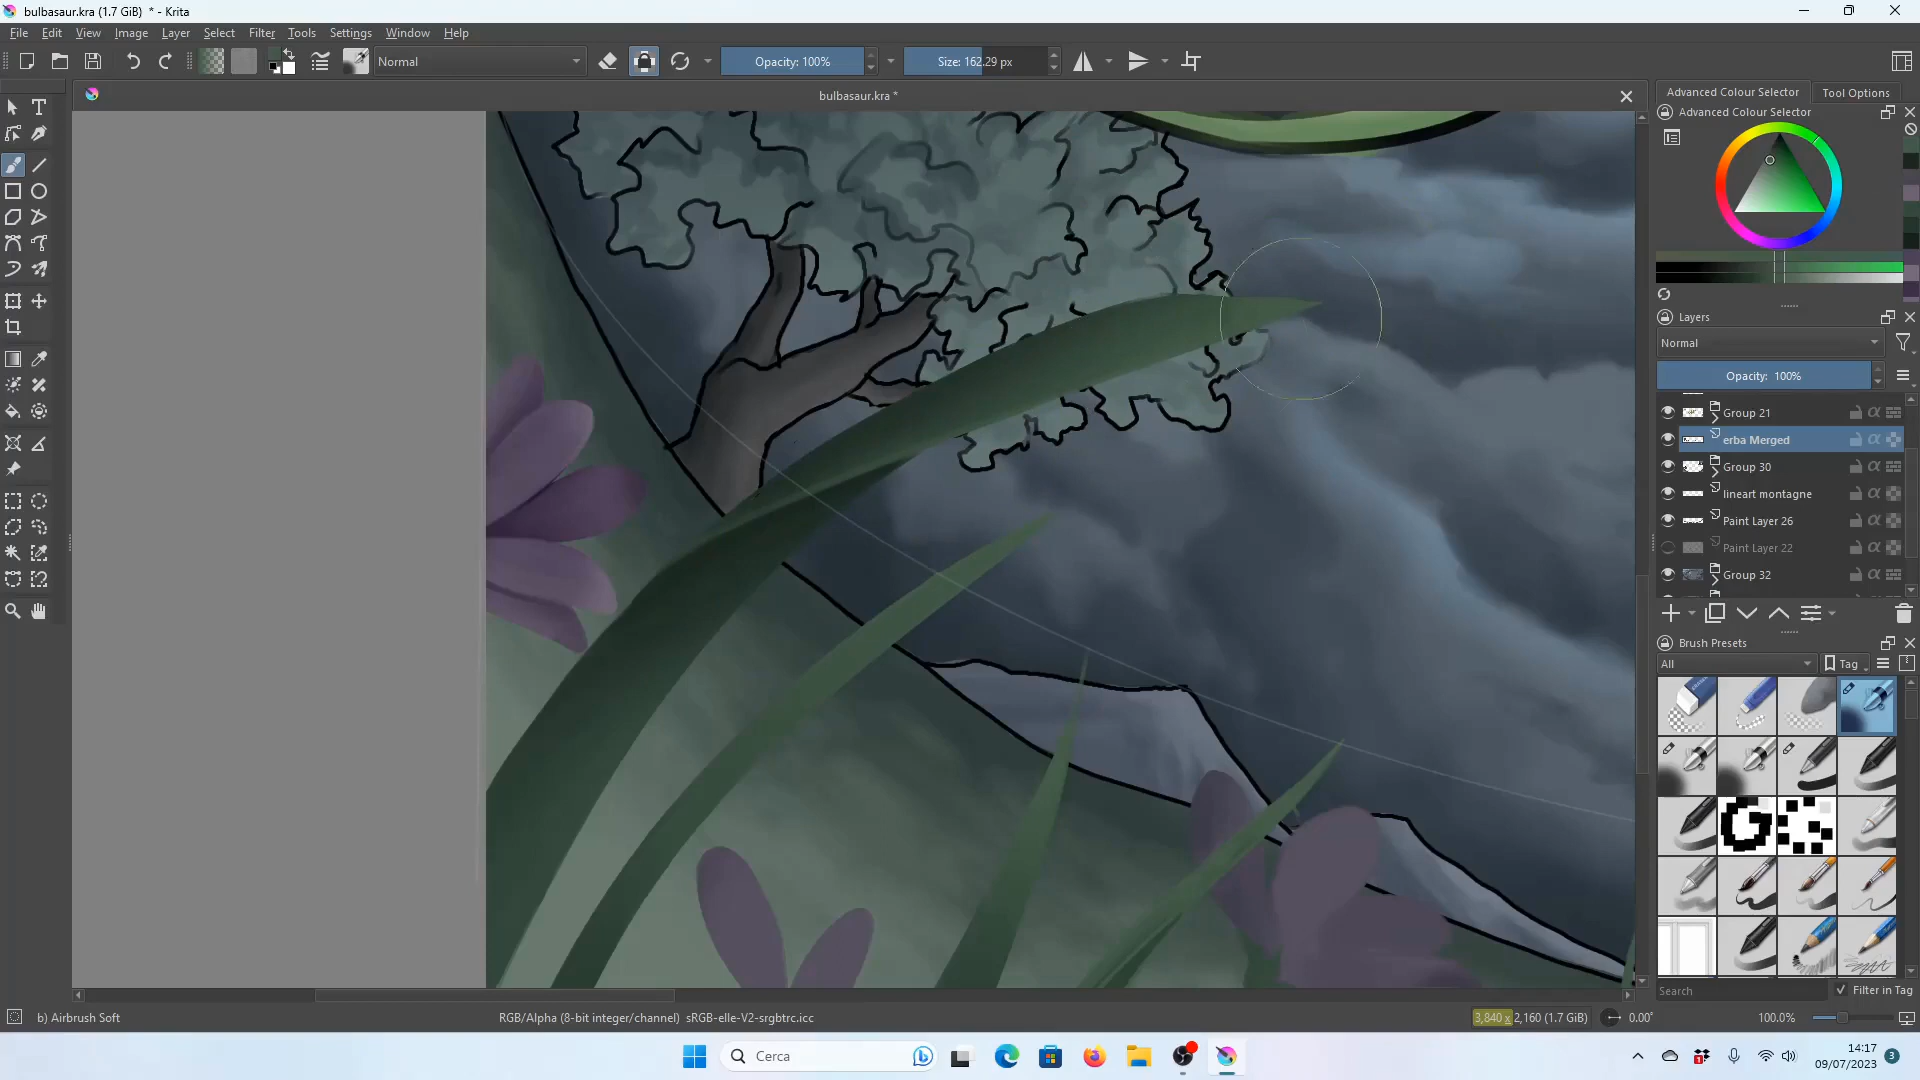 bulbasaur.kra (1.7 GiB) * - Krita
File Edit View Image Layer Select Filter Tools Settings Window Help
Normal Opacity: 100% Size: 162.29 px
bulbasaur.kra *
Advanced Colour Selector Tool Options
Advanced Colour Selector
Layers
Normal
Opacity: 100%
Group 21
erba Merged
Group 30
lineart montagne
Paint Layer 26
Paint Layer 22
Group 32
Brush Presets
All Tag
Search Filter in Tag
b) Airbrush Soft RGB/Alpha (8-bit integer/channel) sRGB-elle-V2-srgbtrc.icc 3,840 x 2,160 (1.7 GiB) 0.00° 100.0%
Cerca
14:17
09/07/2023 3